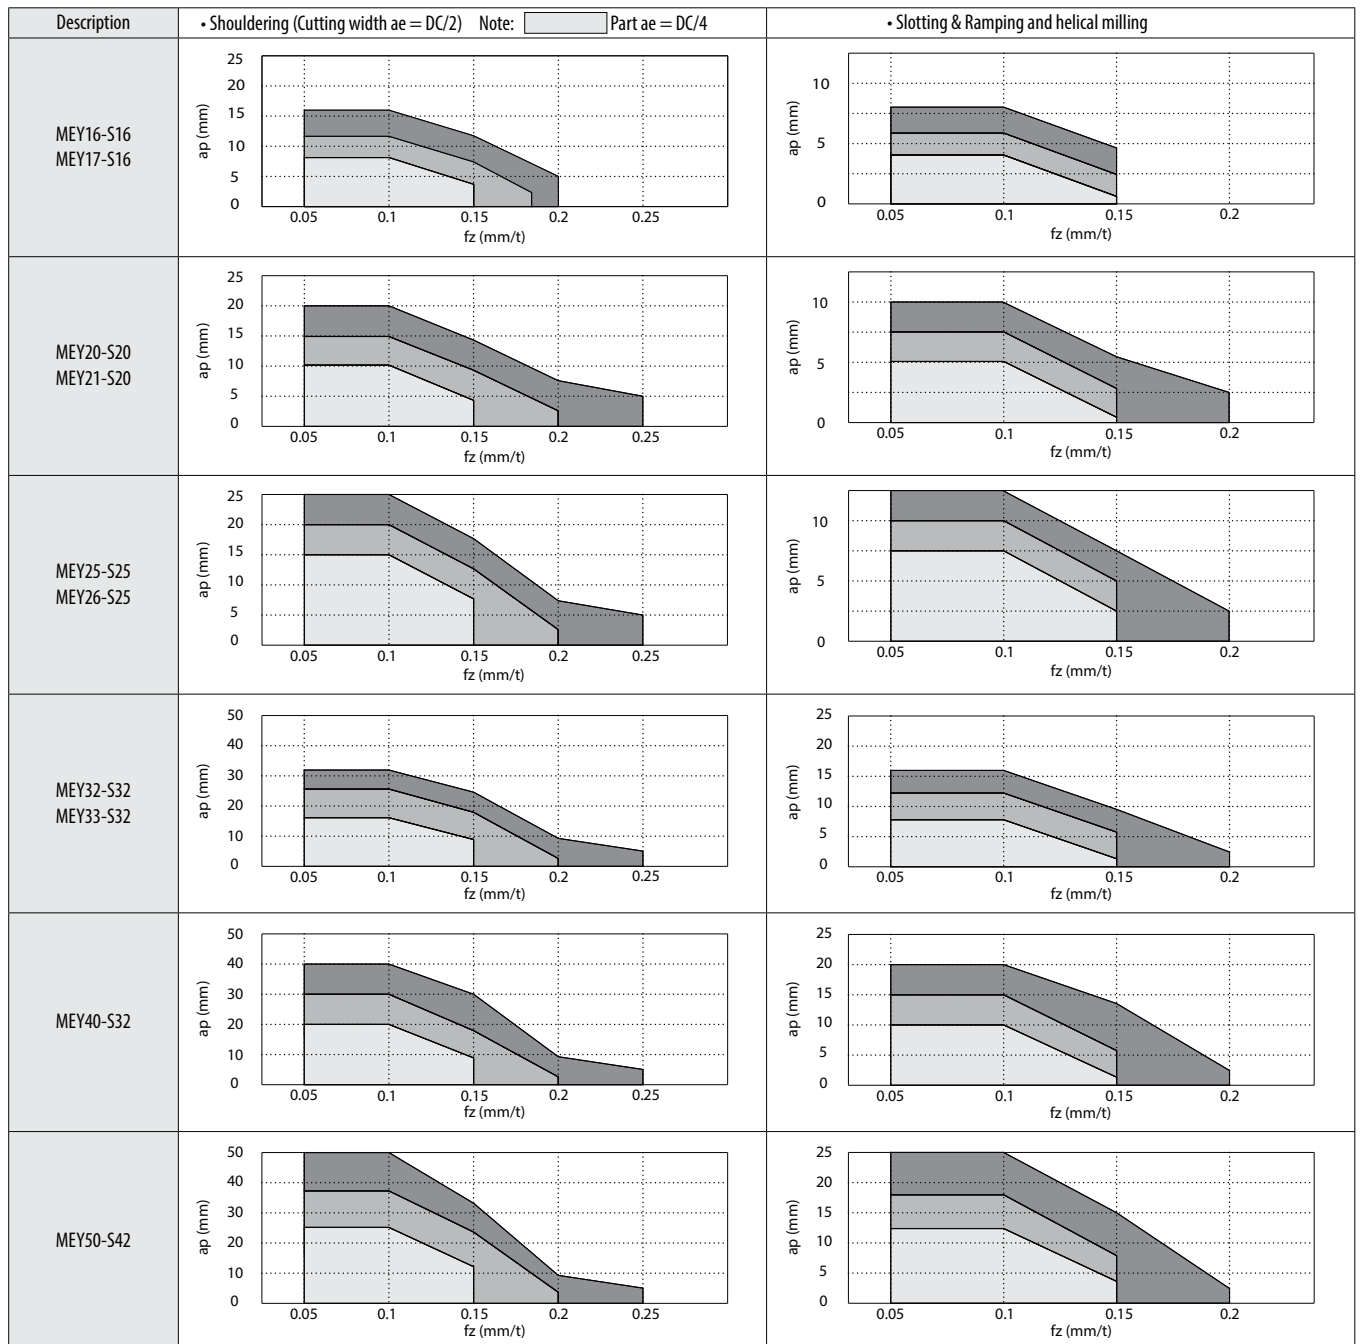 Description
• Shouldering (Cutting width ae = DC/2) Note: Part ae = DC/4
• Slotting & Ramping and helical milling
MEY16-S16
MEY17-S16
ap (mm)
25
20
15
10
5
0
0.05 0.1 0.15 0.2 0.25
fz (mm/t)
ap (mm)
10
5
0
0.05 0.1 0.15 0.2
fz (mm/t)
MEY20-S20
MEY21-S20
ap (mm)
25
20
15
10
5
0
0.05 0.1 0.15 0.2 0.25
fz (mm/t)
ap (mm)
10
5
0
0.05 0.1 0.15 0.2
fz (mm/t)
MEY25-S25
MEY26-S25
ap (mm)
25
20
15
10
5
0
0.05 0.1 0.15 0.2 0.25
fz (mm/t)
ap (mm)
10
5
0
0.05 0.1 0.15 0.2
fz (mm/t)
MEY32-S32
MEY33-S32
ap (mm)
50
40
30
20
10
0
0.05 0.1 0.15 0.2 0.25
fz (mm/t)
ap (mm)
25
20
15
10
5
0
0.05 0.1 0.15 0.2
fz (mm/t)
MEY40-S32
ap (mm)
50
40
30
20
10
0
0.05 0.1 0.15 0.2 0.25
fz (mm/t)
ap (mm)
25
20
15
10
5
0
0.05 0.1 0.15 0.2
fz (mm/t)
MEY50-S42
ap (mm)
50
40
30
20
10
0
0.05 0.1 0.15 0.2 0.25
fz (mm/t)
ap (mm)
25
20
15
10
5
0
0.05 0.1 0.15 0.2
fz (mm/t)